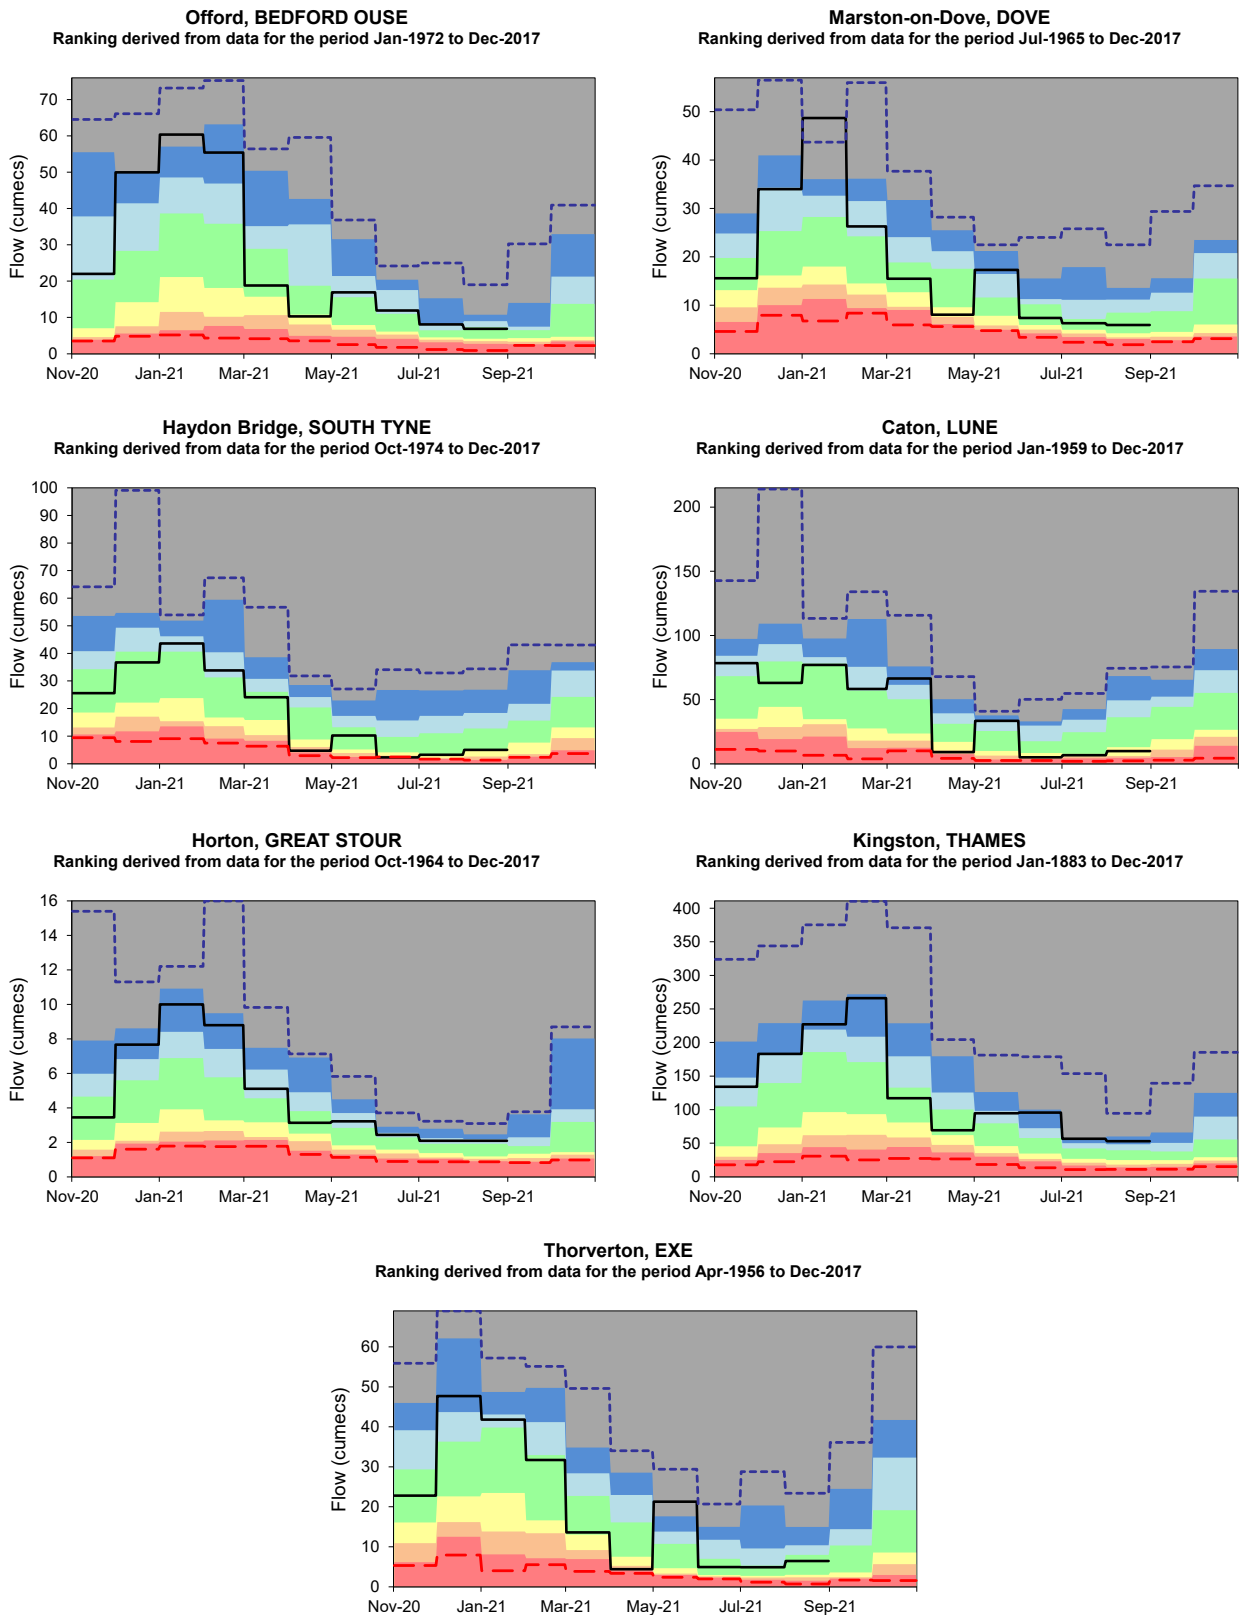 Offord, BEDFORD OUSE
Ranking derived from data for the period Jan-1972 to Dec-2017
Flow (cumecs)
70
60
50
40
30
20
10
0
Nov-20 Jan-21 Mar-21 May-21 Jul-21 Sep-21
Marston-on-Dove, DOVE
Ranking derived from data for the period Jul-1965 to Dec-2017
Flow (cumecs)
50
40
30
20
10
0
Nov-20 Jan-21 Mar-21 May-21 Jul-21 Sep-21
Haydon Bridge, SOUTH TYNE
Ranking derived from data for the period Oct-1974 to Dec-2017
Flow (cumecs)
100
90
80
70
60
50
40
30
20
10
0
Nov-20 Jan-21 Mar-21 May-21 Jul-21 Sep-21
Caton, LUNE
Ranking derived from data for the period Jan-1959 to Dec-2017
Flow (cumecs)
200
150
100
50
0
Nov-20 Jan-21 Mar-21 May-21 Jul-21 Sep-21
Horton, GREAT STOUR
Ranking derived from data for the period Oct-1964 to Dec-2017
Flow (cumecs)
16
14
12
10
8
6
4
2
0
Nov-20 Jan-21 Mar-21 May-21 Jul-21 Sep-21
Kingston, THAMES
Ranking derived from data for the period Jan-1883 to Dec-2017
Flow (cumecs)
400
350
300
250
200
150
100
50
0
Nov-20 Jan-21 Mar-21 May-21 Jul-21 Sep-21
Thorverton, EXE
Ranking derived from data for the period Apr-1956 to Dec-2017
Flow (cumecs)
60
50
40
30
20
10
0
Nov-20 Jan-21 Mar-21 May-21 Jul-21 Sep-21